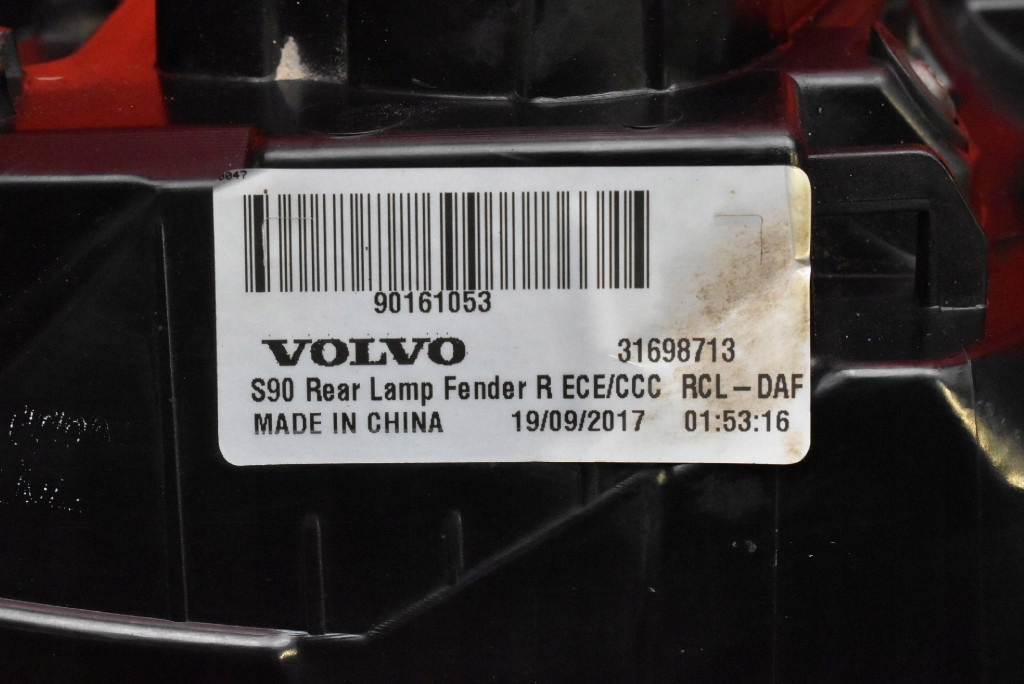 0047
90161053
VOLVO 31698713
S90 Rear Lamp Fender R ECE/CCC RCL-DAF
MADE IN CHINA 19/09/2017 01:53:16